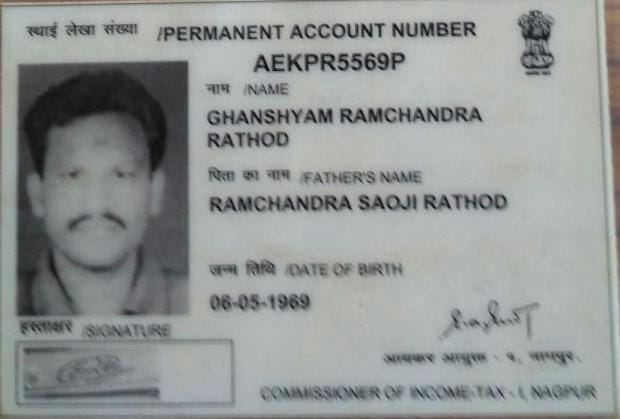 स्थाई लेखा संख्या /PERMANENT ACCOUNT NUMBER
AEKPR5569P
नाम /NAME
GHANSHYAM RAMCHANDRA
RATHOD
पिता का नाम /FATHER'S NAME
RAMCHANDRA SAOJI RATHOD
जन्म तिथि /DATE OF BIRTH
06-05-1969
हस्ताक्षर /SIGNATURE
आयकर आयुक्त - १, नागपुर.
COMMISSIONER OF INCOME-TAX - I, NAGPUR